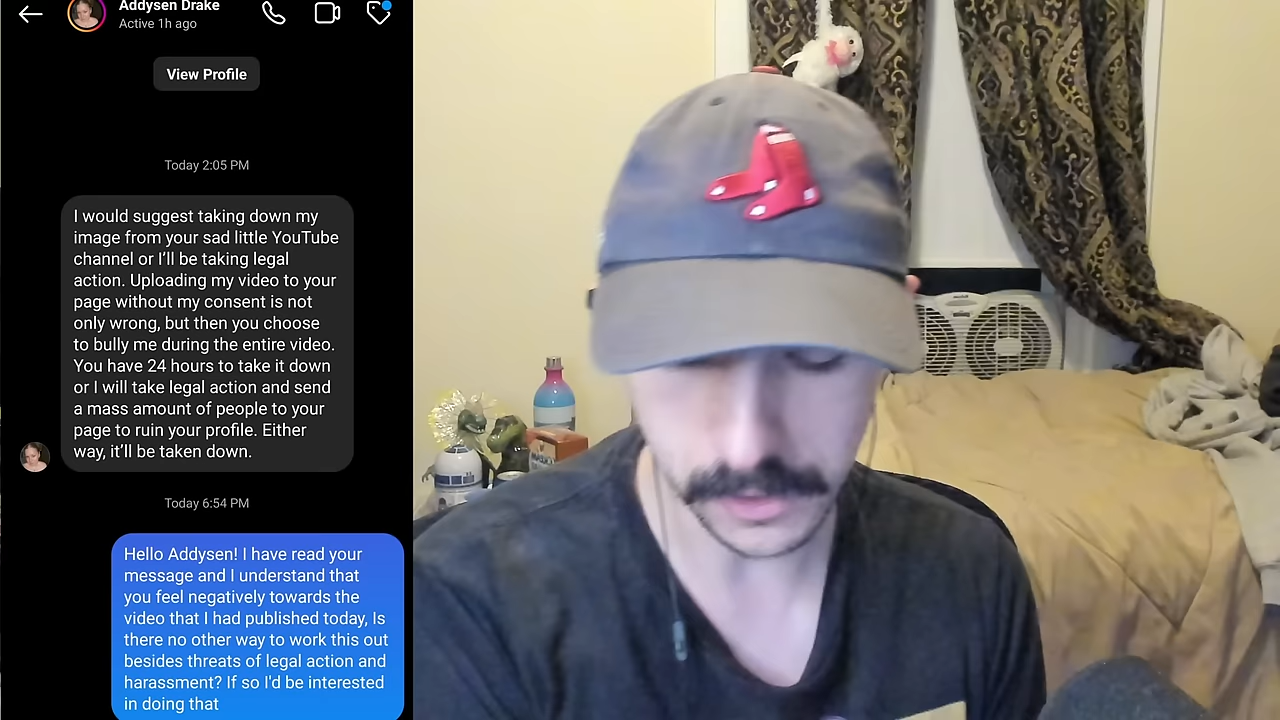 Addysen Drake
Active 1h ago
View Profile
Today 2:05 PM
I would suggest taking down my
image from your sad little YouTube
channel or I'll be taking legal
action. Uploading my video to your
page without my consent is not
only wrong, but then you choose
to bully me during the entire video.
You have 24 hours to take it down
or I will take legal action and send
a mass amount of people to your
page to ruin your profile. Either
way, it'll be taken down.
Today 6:54 PM
Hello Addysen! I have read your
message and I understand that
you feel negatively towards the
video that I had published today, Is
there no other way to work this out
besides threats of legal action and
harassment? If so I'd be interested
in doing that